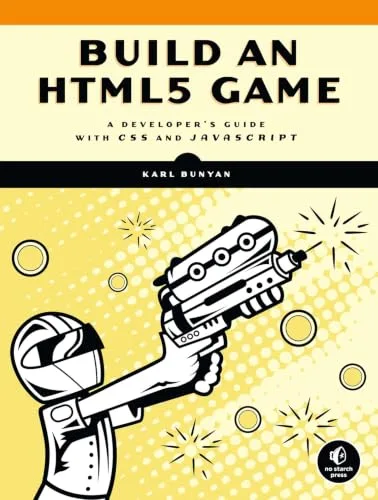 BUILD AN
HTML5 GAME
A DEVELOPER'S GUIDE
WITH CSS AND JAVASCRIPT
KARL BUNYAN
no starch
press